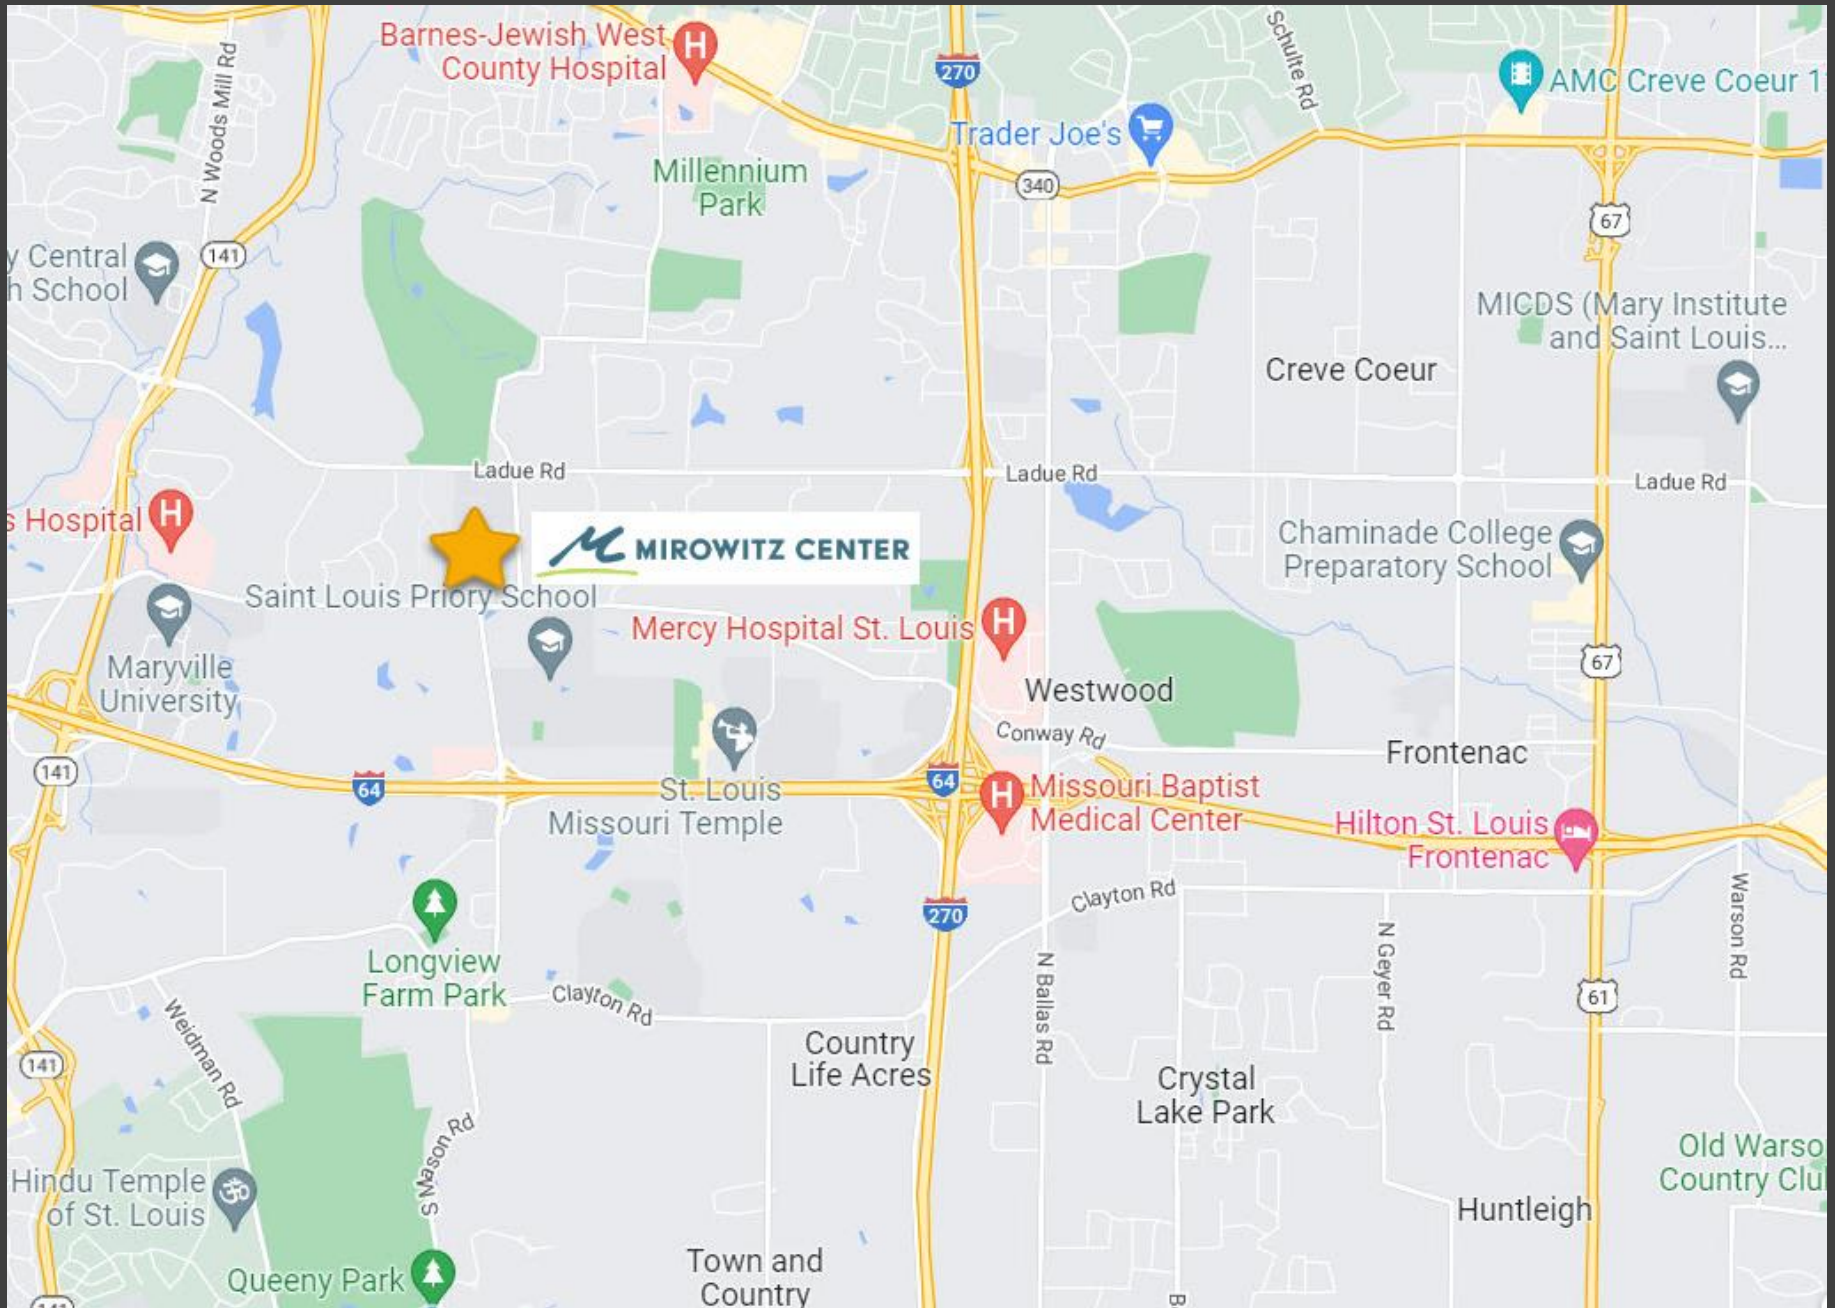 Barnes-Jewish West
County Hospital
270
Schulte Rd
AMC Creve Coeur 1
N Woods Mill Rd
Trader Joe's
Millennium
Park
340
67
y Central
h School
141
MICDS (Mary Institute
and Saint Louis...
Creve Coeur
Ladue Rd
Ladue Rd
Ladue Rd
s Hospital
MIROWITZ CENTER
Chaminade College
Preparatory School
Saint Louis Priory School
Mercy Hospital St. Louis
Maryville
University
67
Westwood
Conway Rd
Frontenac
141
64
64
St. Louis
Missouri Temple
Missouri Baptist
Medical Center
Hilton St. Louis
Frontenac
Clayton Rd
270
Warson Rd
Longview
Farm Park
N Geyer Rd
N Ballas Rd
61
Clayton Rd
Weidman Rd
Country
Life Acres
141
Crystal
Lake Park
S Mason Rd
Old Warso
Country Clu
Hindu Temple
of St. Louis
Huntleigh
Queeny Park
Town and
Country
B
141